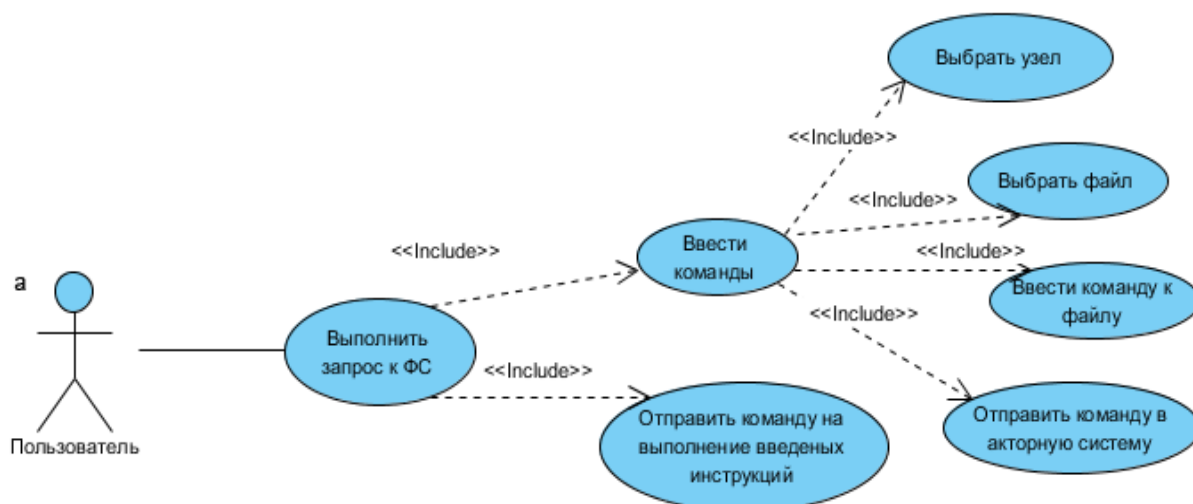 Выбрать узел
<<Include>>
Выбрать файл
<<Include>>
Ввести
команды
<<Include>>
<<Include>>
Ввести команду к
файлу
а
<<Include>>
Выполнить
запрос к ФС
<<Include>>
Отправить команду на
выполнение введеных
инструкций
Отправить команду в
акторную систему
Пользователь